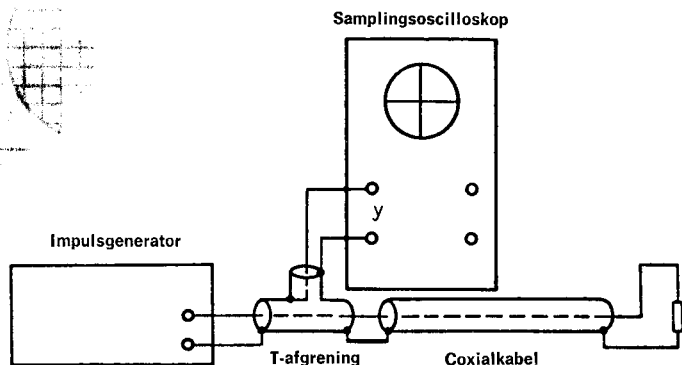 Samplingsoscilloskop
y
Impulsgenerator
T-afgrening
Coxialkabel